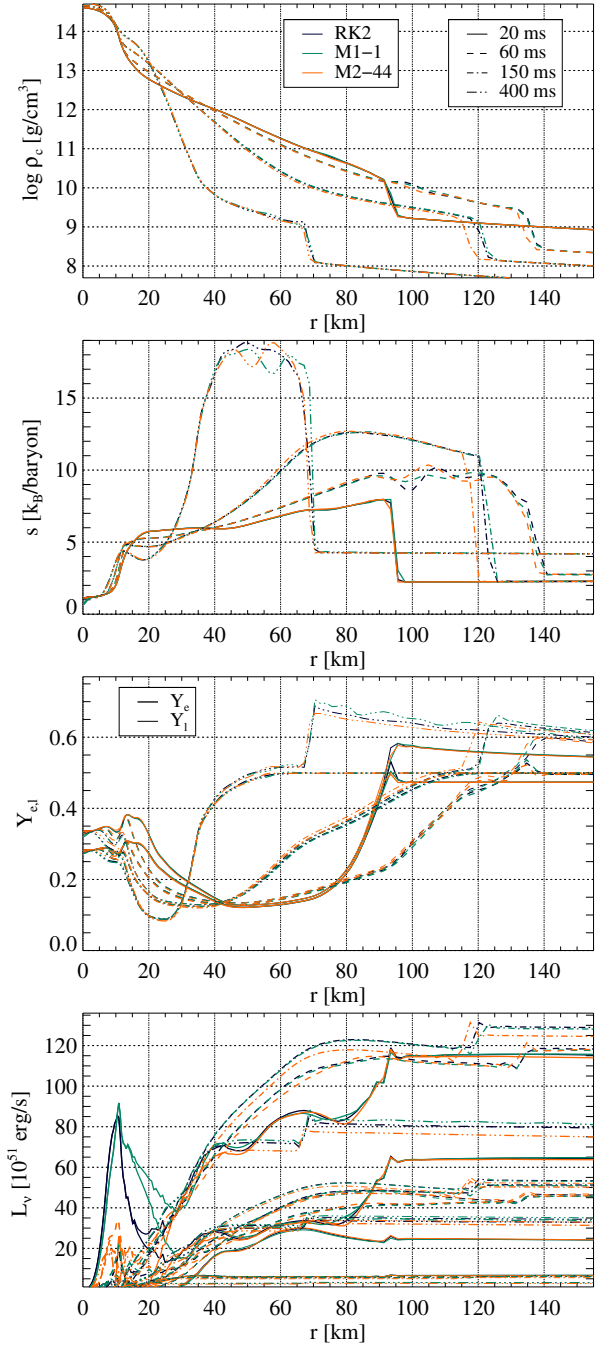 14
13
12
11
10
9
8
log ρc [g/cm³]
RK2
M1-1
M2-44
20 ms
60 ms
150 ms
400 ms
0 20 40 60 80 100 120 140
r [km]
15
10
5
0
s [kB/baryon]
0 20 40 60 80 100 120 140
r [km]
0.6
0.4
0.2
0.0
Ye,l
Ye
Yl
0 20 40 60 80 100 120 140
r [km]
120
100
80
60
40
20
Lν [10⁵¹ erg/s]
0 20 40 60 80 100 120 140
r [km]